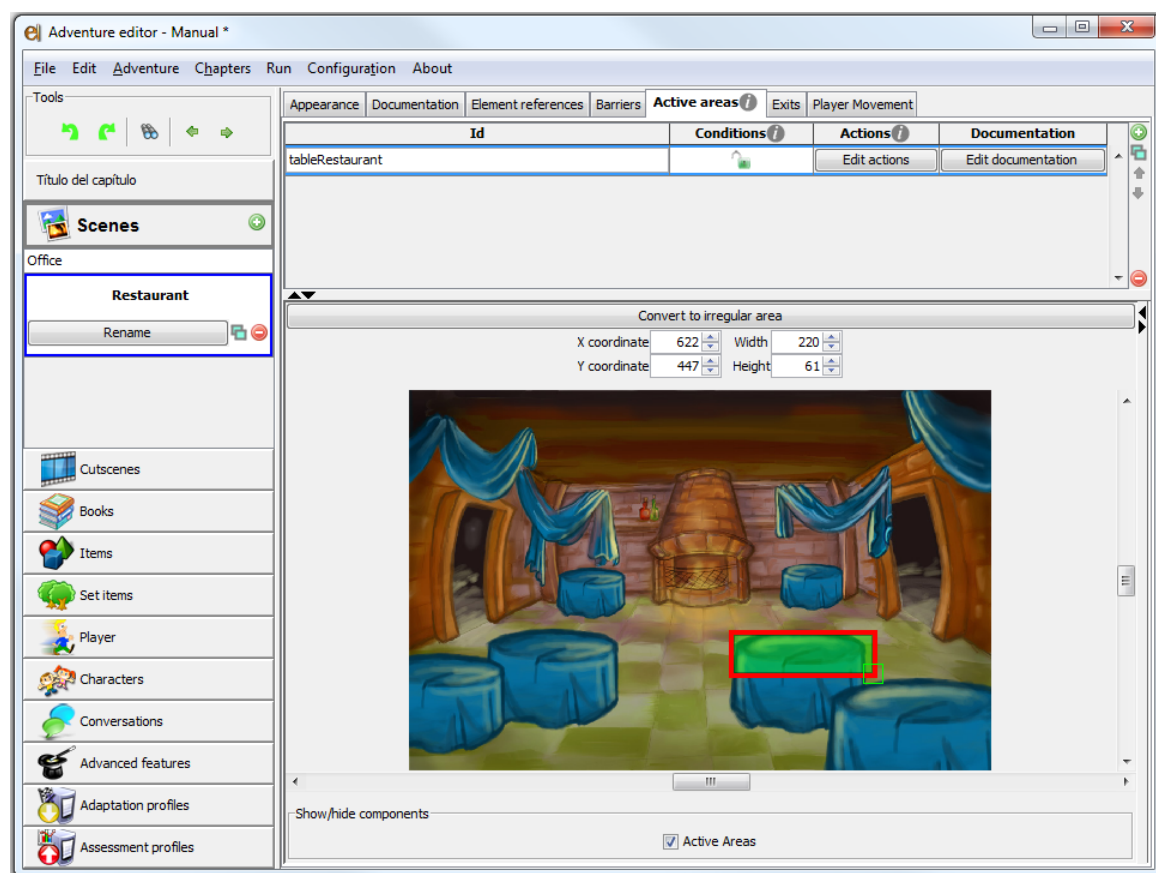 Adventure editor - Manual *
File Edit Adventure Chapters Run Configuration About
Tools
Título del capítulo
Scenes
Office
Restaurant
Rename
Cutscenes
Books
Items
Set items
Player
Characters
Conversations
Advanced features
Adaptation profiles
Assessment profiles
Appearance Documentation Element references Barriers Active areas Exits Player Movement
Id Conditions Actions Documentation
tableRestaurant Edit actions Edit documentation
Convert to irregular area
X coordinate 622 Width 220
Y coordinate 447 Height 61
Show/hide components
Active Areas